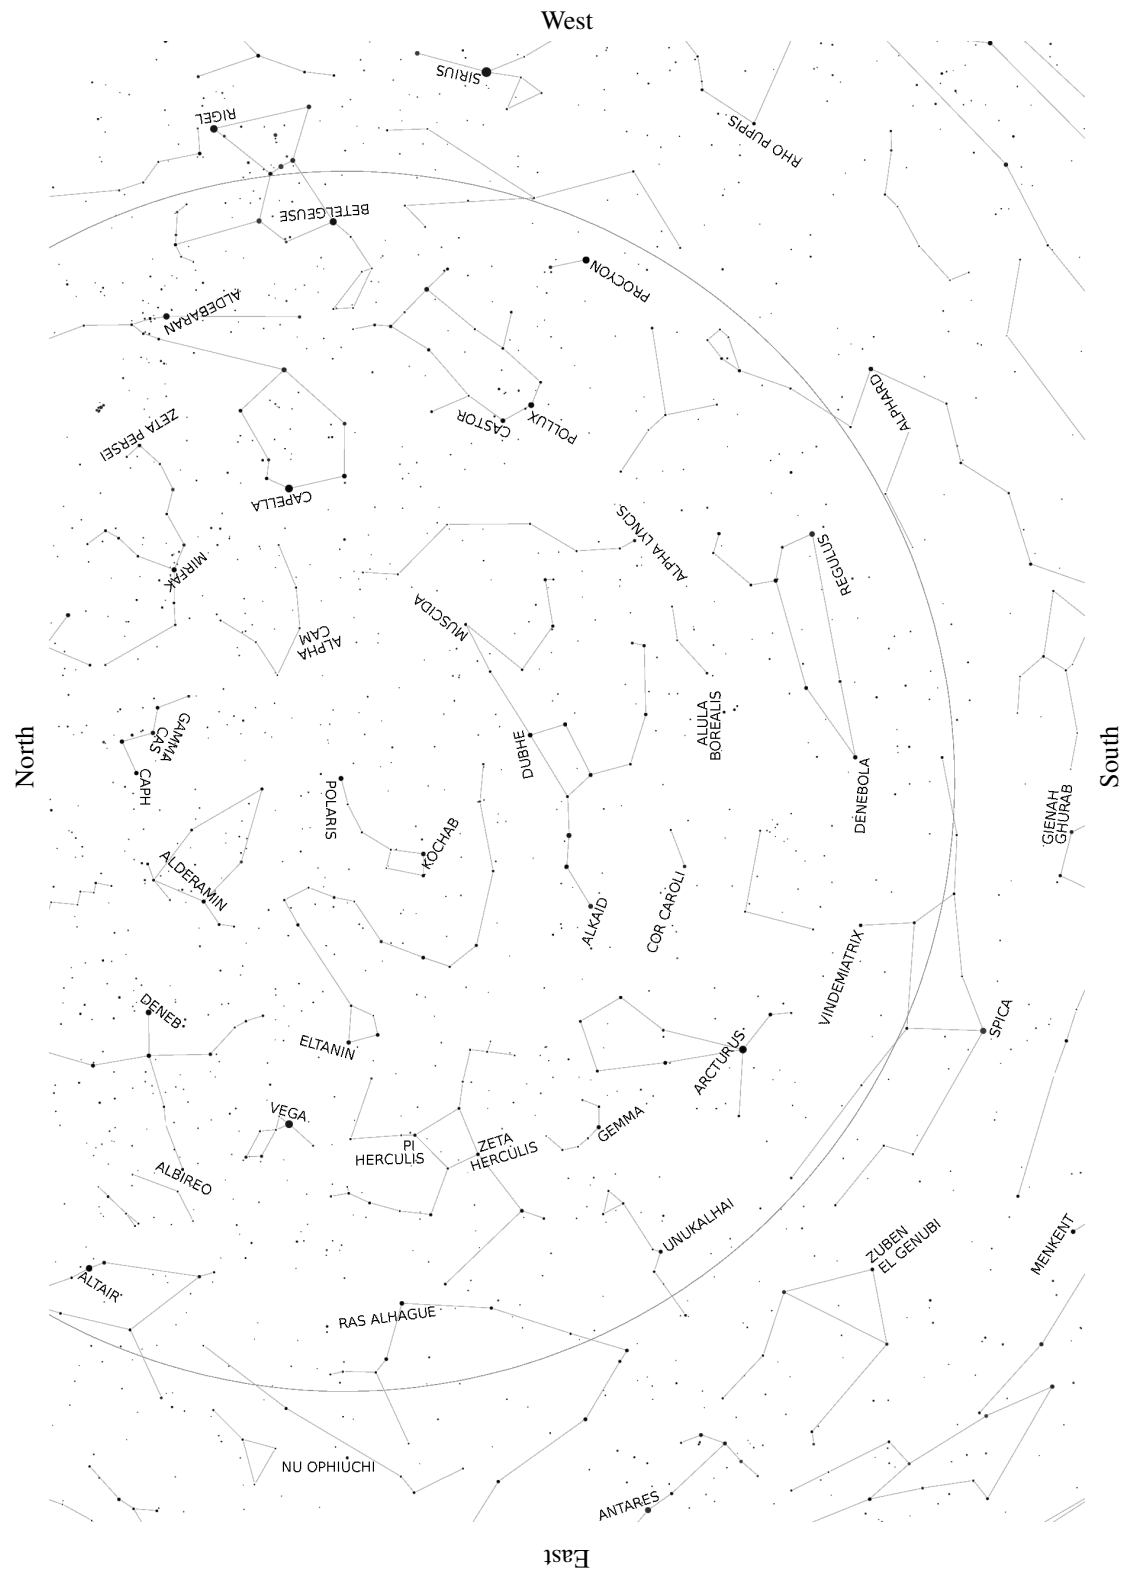 West
SIRIUS
RIGEL
RHO PUPPIS
BETELGEUSE
PROCYON
ALDEBARAN
ALPHARD
ZETA PERSEI
CASTOR
POLLUX
CAPELLA
ALPHA LYNCIS
REGULUS
MIRFAK
MUSCIDA
ALPHA
CAM
GAMMA
CAS
CAPH
ALULA
BOREALIS
North
South
DUBHE
POLARIS
DENEBOLA
GIENAH
GHURAB
KOCHAB
ALDERAMIN
ALKAID
COR CAROLI
VINDEMIATRIX
DENEB
SPICA
ELTANIN
ARCTURUS
VEGA
GEMMA
PI
HERCULIS
ZETA
HERCULIS
ALBIREO
UNUKALHAI
ZUBEN
EL GENUBI
MENKENT
ALTAIR
RAS ALHAGUE
NU OPHIUCHI
ANTARES
East